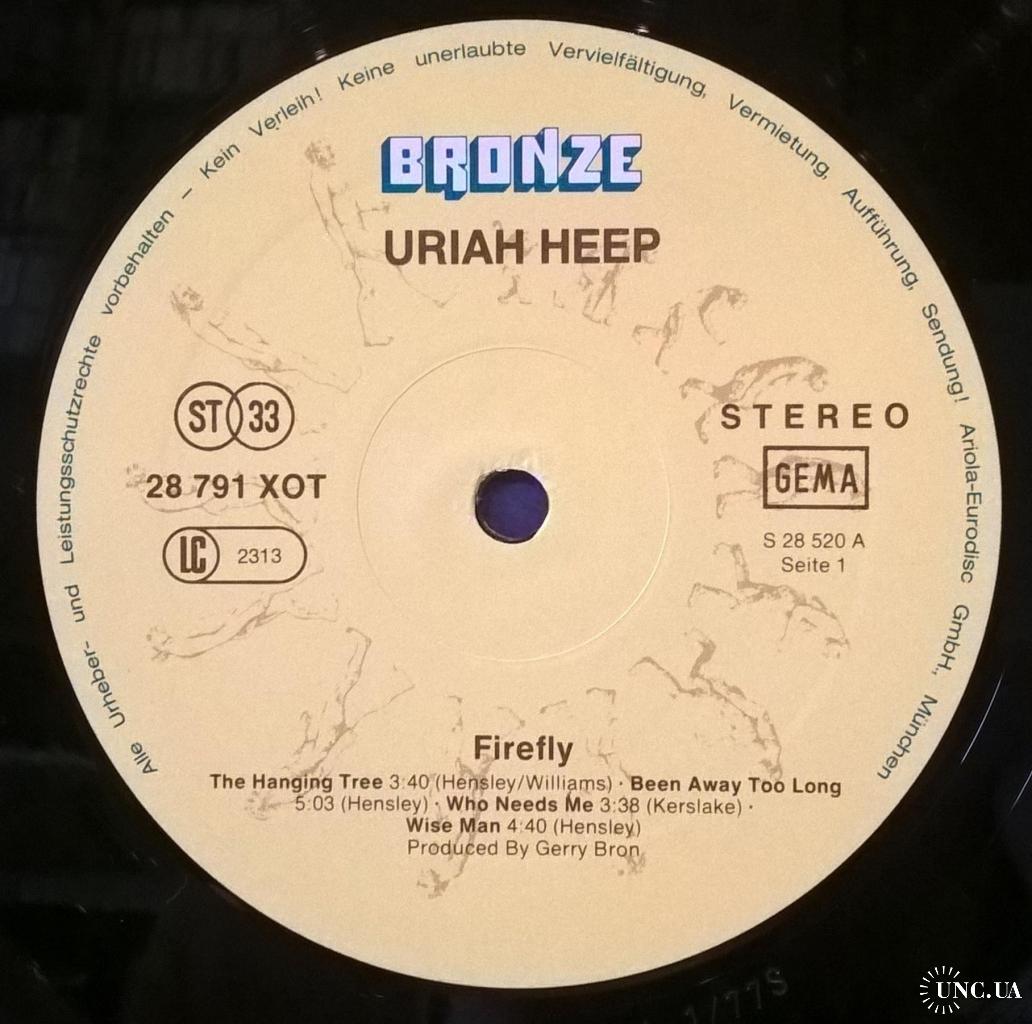 Alle Urheber- und Leistungsschutzrechte vorbehalten – Kein Verleih! Keine unerlaubte Vervielfältigung, Vermietung, Aufführung, Sendung! Ariola-Eurodisc GmbH., München
BRONZE
URIAH HEEP
ST 33
STEREO
28 791 XOT
GEMA
LC 2313
S 28 520 A
Seite 1
Firefly
The Hanging Tree 3:40 (Hensley/Williams) · Been Away Too Long
5:03 (Hensley) · Who Needs Me 3:38 (Kerslake) ·
Wise Man 4:40 (Hensley)
Produced By Gerry Bron
UNC.UA